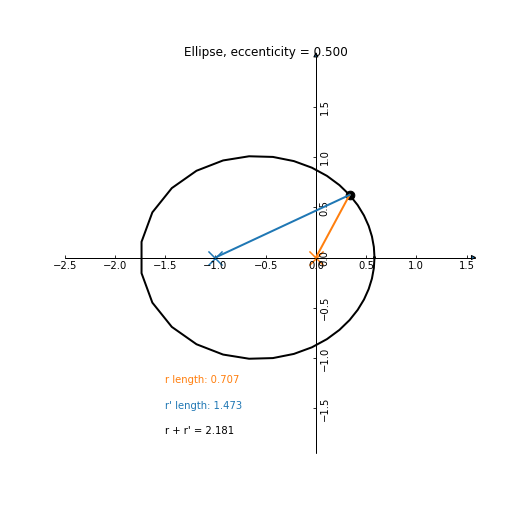 Ellipse, eccentricity = 0.500
1.5
1.0
0.5
0.0
−2.5 −2.0 −1.5 −1.0 −0.5 0.0 0.5 1.0 1.5
−0.5
−1.0
−1.5
r length: 0.707
r' length: 1.473
r + r' = 2.181